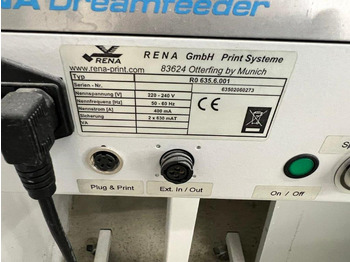 NA Dreamfeeder
RENA RENA GmbH Print Systeme
www.rena-print.com 83624 Otterfing by Munich
Typ R0 635.6.001
Serien - Nr. 63502060273
Nennspannung [V] 220 - 240 V
Nennfrequenz [Hz] 50 - 60 Hz
Nennstrom [A] 400 mA
Sicherung 2 x 630 mAT
VA
CE
Plug & Print Ext. In / Out On / Off